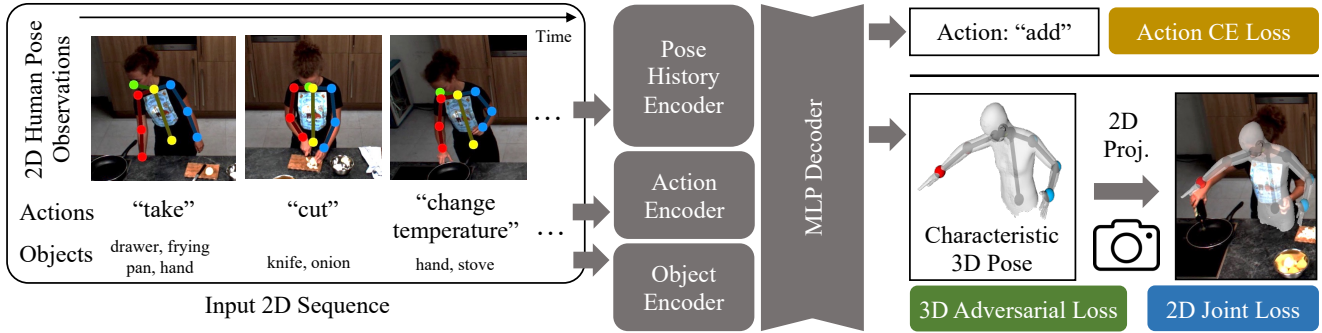 2D Human Pose
Observations
Time
...
Actions
"take"
"cut"
"change
temperature"
...
Objects
drawer, frying
pan, hand
knife, onion
hand, stove
Input 2D Sequence
Pose
History
Encoder
Action
Encoder
Object
Encoder
MLP Decoder
Action: "add"
Action CE Loss
Characteristic
3D Pose
2D
Proj.
3D Adversarial Loss
2D Joint Loss